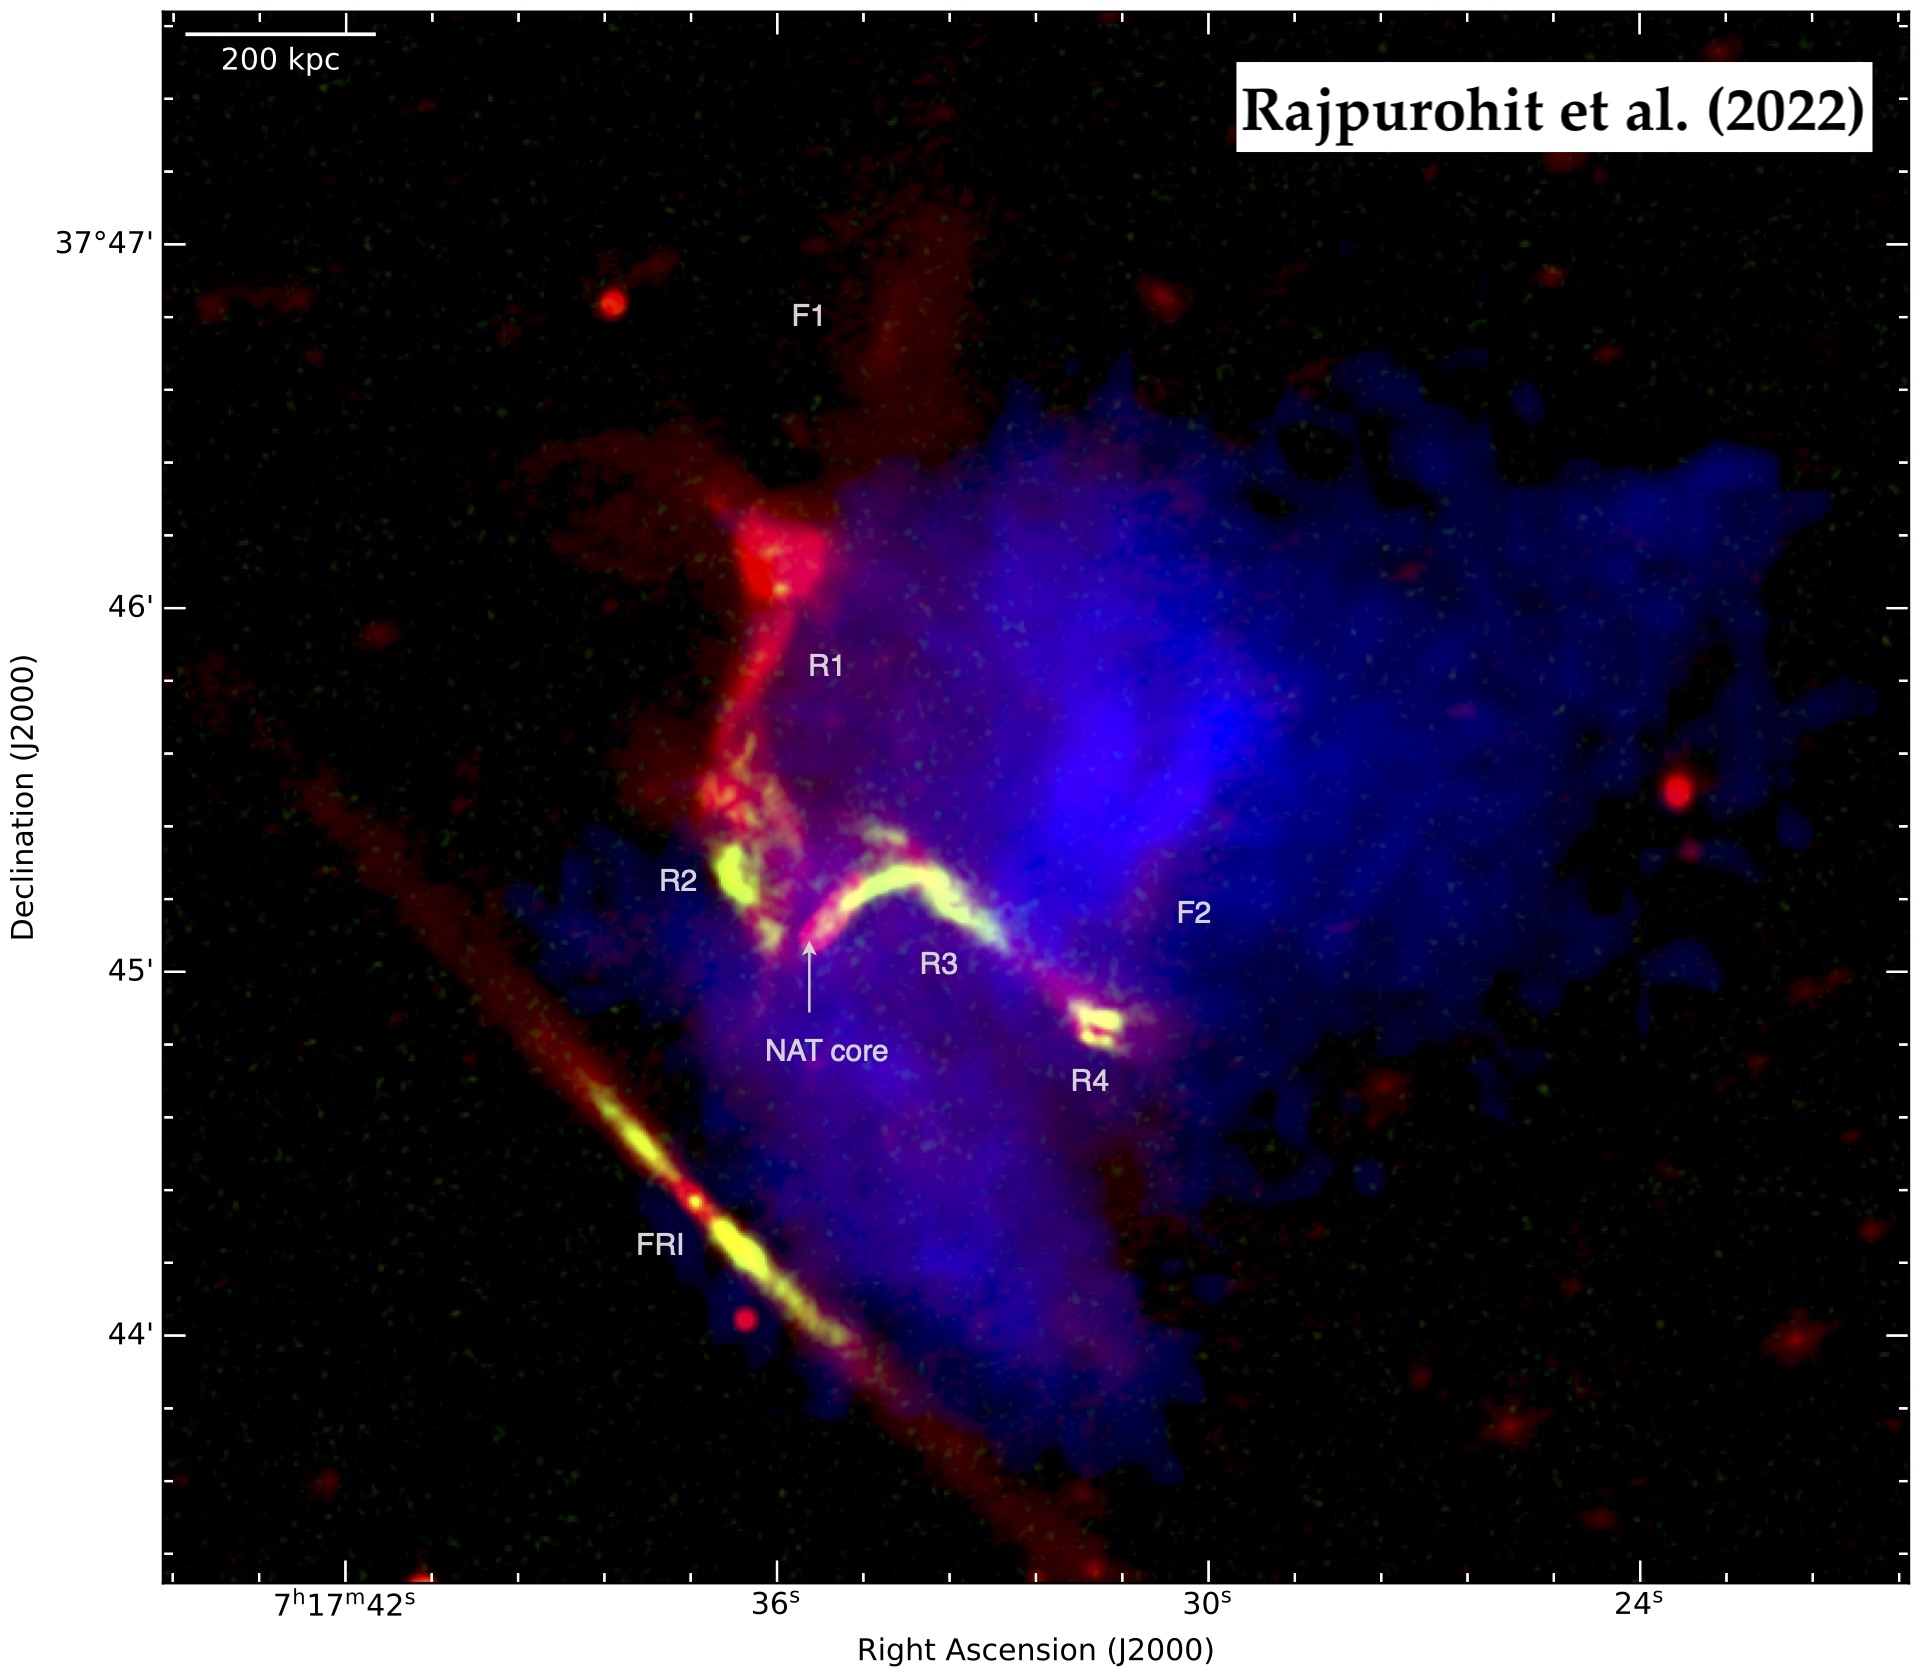 200 kpc
Rajpurohit et al. (2022)
37°47'
F1
46'
R1
R2
F2
R3
45'
NAT core
R4
FRI
44'
7ʰ17ᵐ42ˢ
36ˢ
30ˢ
24ˢ
Right Ascension (J2000)
Declination (J2000)